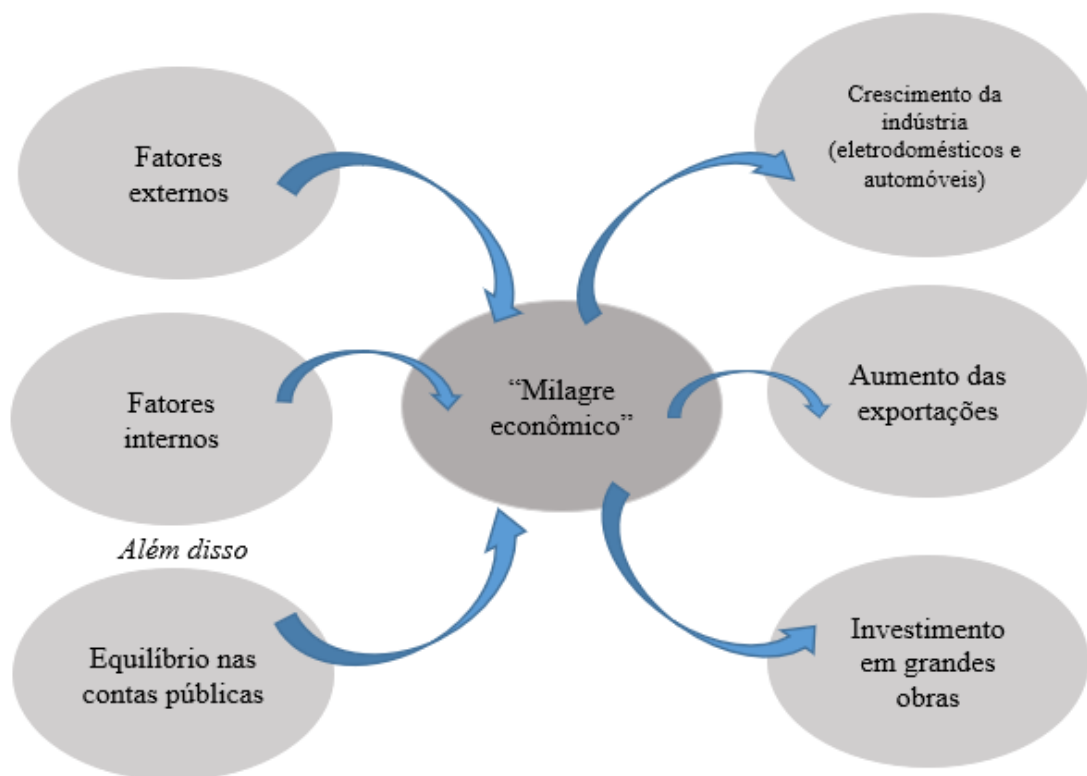 Fatores
externos
Fatores
internos
Além disso
Equilíbrio nas
contas públicas
“Milagre
econômico”
Crescimento da
indústria
(eletrodomésticos e
automóveis)
Aumento das
exportações
Investimento
em grandes
obras